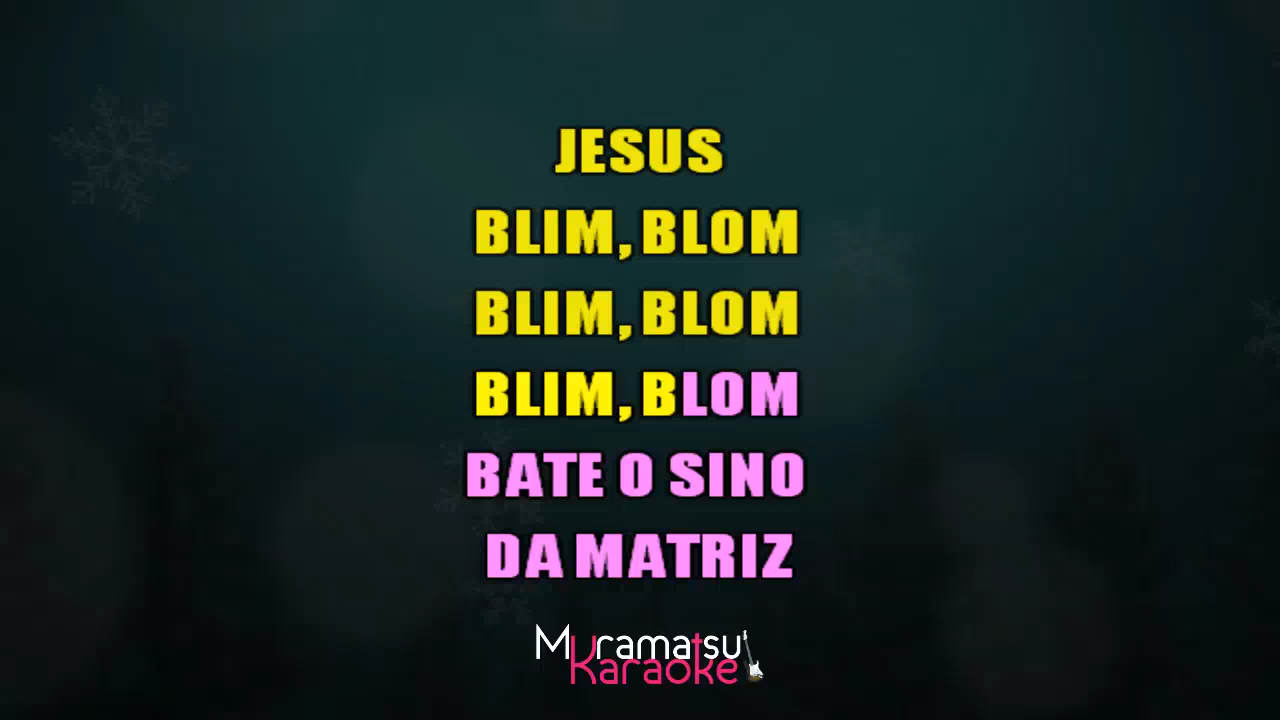 JESUS
BLIM, BLOM
BLIM, BLOM
BLIM, BLOM
BATE O SINO
DA MATRIZ
Muramatsu
Karaoke